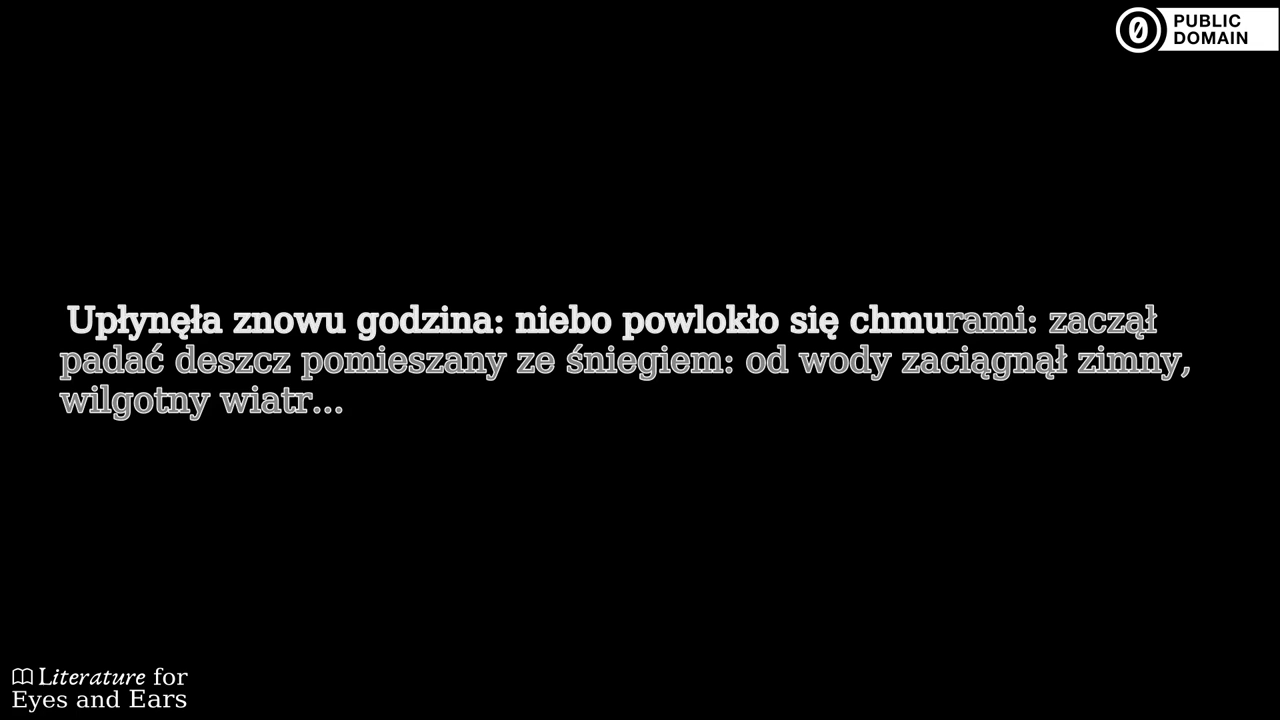 PUBLIC
DOMAIN
Upłynęła znowu godzina: niebo powlokło się chmurami: zaczął
padać deszcz pomieszany ze śniegiem: od wody zaciągnął zimny,
wilgotny wiatr...
Literature for
Eyes and Ears